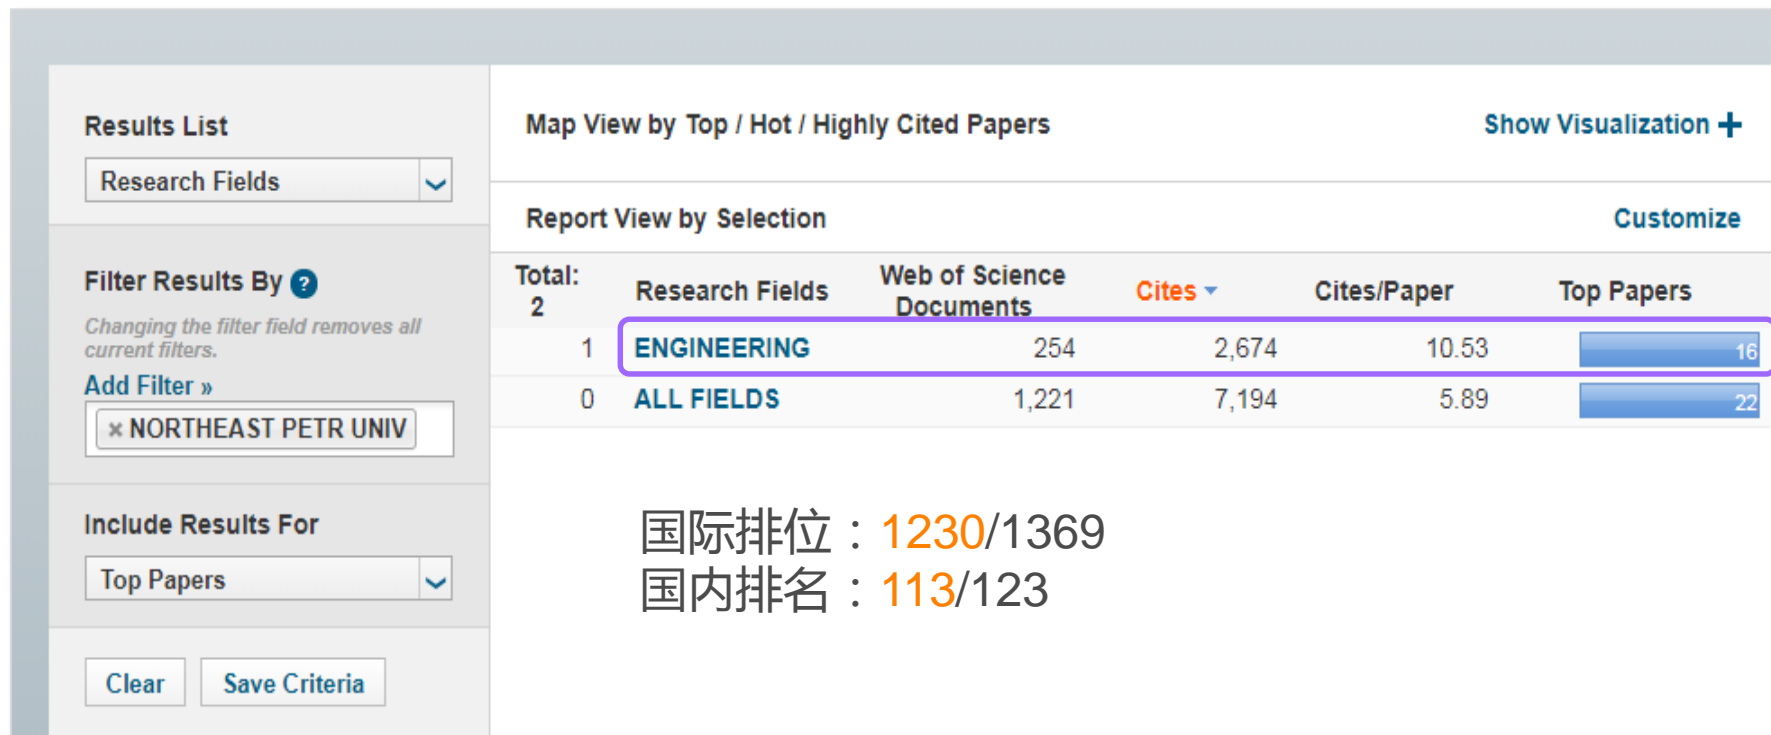 Results List
Research Fields
Filter Results By ?
Changing the filter field removes all
current filters.
Add Filter »
× NORTHEAST PETR UNIV
Include Results For
Top Papers
Clear Save Criteria
Map View by Top / Hot / Highly Cited Papers Show Visualization +
Report View by Selection Customize
Total: 2 Research Fields Web of Science Documents Cites Cites/Paper Top Papers
1 ENGINEERING 254 2,674 10.53 16
0 ALL FIELDS 1,221 7,194 5.89 22
国际排位：1230/1369
国内排名：113/123